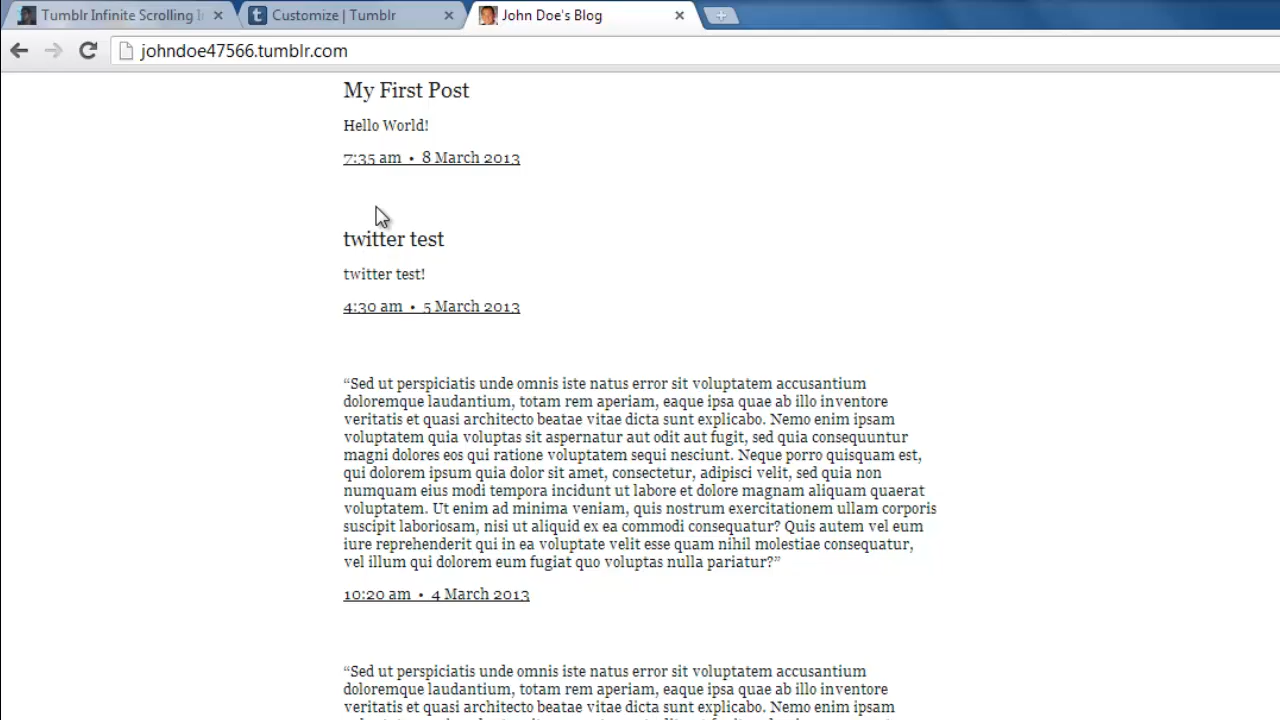 Tumblr Infinite Scrolling I
Customize | Tumblr
John Doe's Blog
johndoe47566.tumblr.com
My First Post
Hello World!
7:35 am • 8 March 2013
twitter test
twitter test!
4:30 am • 5 March 2013
“Sed ut perspiciatis unde omnis iste natus error sit voluptatem accusantium
doloremque laudantium, totam rem aperiam, eaque ipsa quae ab illo inventore
veritatis et quasi architecto beatae vitae dicta sunt explicabo. Nemo enim ipsam
voluptatem quia voluptas sit aspernatur aut odit aut fugit, sed quia consequuntur
magni dolores eos qui ratione voluptatem sequi nesciunt. Neque porro quisquam est,
qui dolorem ipsum quia dolor sit amet, consectetur, adipisci velit, sed quia non
numquam eius modi tempora incidunt ut labore et dolore magnam aliquam quaerat
voluptatem. Ut enim ad minima veniam, quis nostrum exercitationem ullam corporis
suscipit laboriosam, nisi ut aliquid ex ea commodi consequatur? Quis autem vel eum
iure reprehenderit qui in ea voluptate velit esse quam nihil molestiae consequatur,
vel illum qui dolorem eum fugiat quo voluptas nulla pariatur?”
10:20 am • 4 March 2013
“Sed ut perspiciatis unde omnis iste natus error sit voluptatem accusantium
doloremque laudantium, totam rem aperiam, eaque ipsa quae ab illo inventore
veritatis et quasi architecto beatae vitae dicta sunt explicabo. Nemo enim ipsam